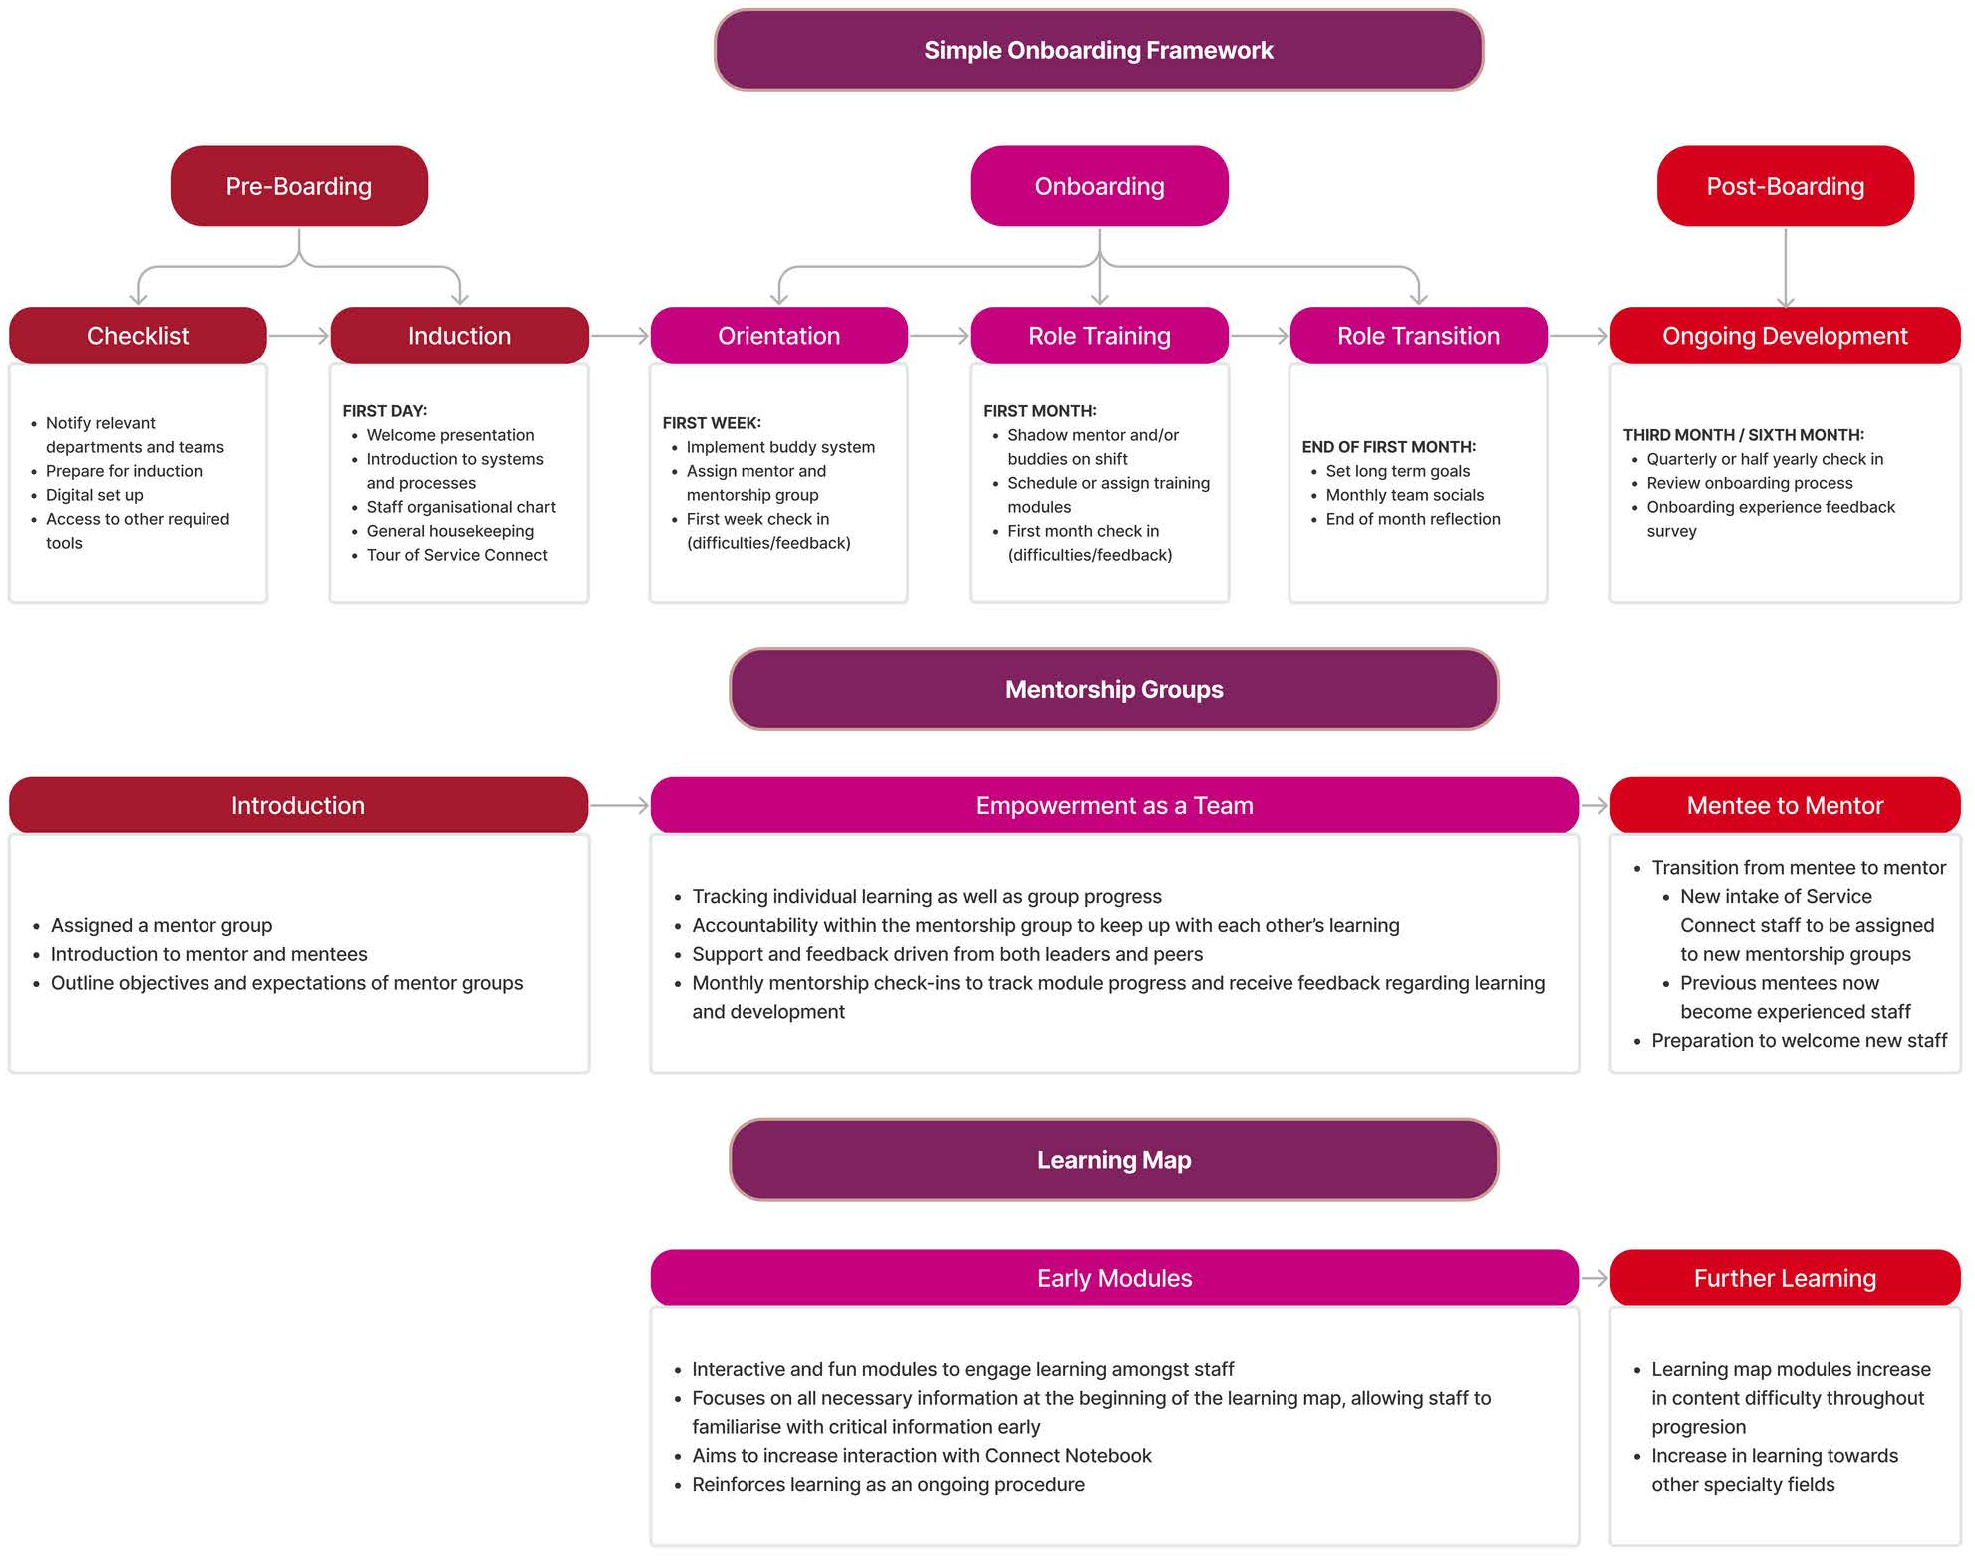 Simple Onboarding Framework
Pre-Boarding
Onboarding
Post-Boarding
Checklist
• Notify relevant
departments and teams
• Prepare for induction
• Digital set up
• Access to other required
tools
Induction
FIRST DAY:
• Welcome presentation
• Introduction to systems
and processes
• Staff organisational chart
• General housekeeping
• Tour of Service Connect
Orientation
FIRST WEEK:
• Implement buddy system
• Assign mentor and
mentorship group
• First week check in
(difficulties/feedback)
Role Training
FIRST MONTH:
• Shadow mentor and/or
buddies on shift
• Schedule or assign training
modules
• First month check in
(difficulties/feedback)
Role Transition
END OF FIRST MONTH:
• Set long term goals
• Monthly team socials
• End of month reflection
Ongoing Development
THIRD MONTH / SIXTH MONTH:
• Quarterly or half yearly check in
• Review onboarding process
• Onboarding experience feedback
survey
Mentorship Groups
Introduction
• Assigned a mentor group
• Introduction to mentor and mentees
• Outline objectives and expectations of mentor groups
Empowerment as a Team
• Tracking individual learning as well as group progress
• Accountability within the mentorship group to keep up with each other's learning
• Support and feedback driven from both leaders and peers
• Monthly mentorship check-ins to track module progress and receive feedback regarding learning
and development
Mentee to Mentor
• Transition from mentee to mentor
• New intake of Service
Connect staff to be assigned
to new mentorship groups
• Previous mentees now
become experienced staff
• Preparation to welcome new staff
Learning Map
Early Modules
• Interactive and fun modules to engage learning amongst staff
• Focuses on all necessary information at the beginning of the learning map, allowing staff to
familiarise with critical information early
• Aims to increase interaction with Connect Notebook
• Reinforces learning as an ongoing procedure
Further Learning
• Learning map modules increase
in content difficulty throughout
progresion
• Increase in learning towards
other specialty fields